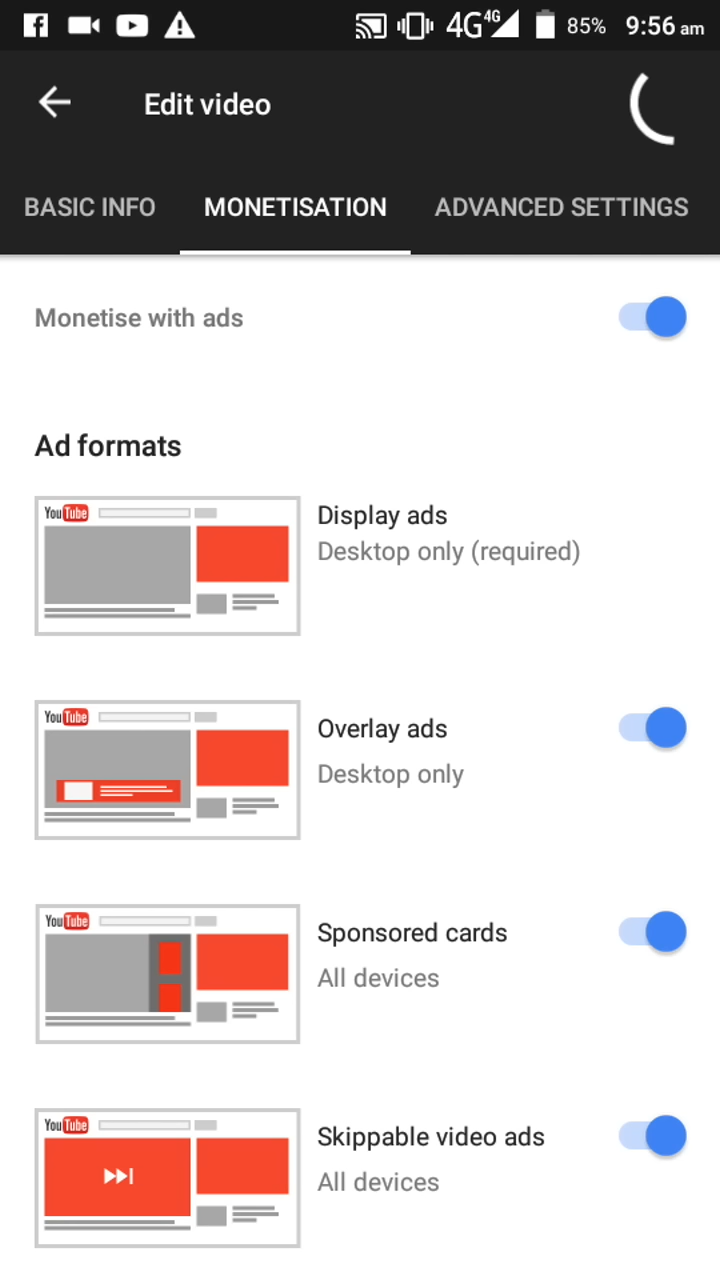 4G 4G 85% 9:56 am
Edit video
BASIC INFO MONETISATION ADVANCED SETTINGS
Monetise with ads
Ad formats
YouTube
Display ads
Desktop only (required)
YouTube
Overlay ads
Desktop only
YouTube
Sponsored cards
All devices
YouTube
Skippable video ads
All devices